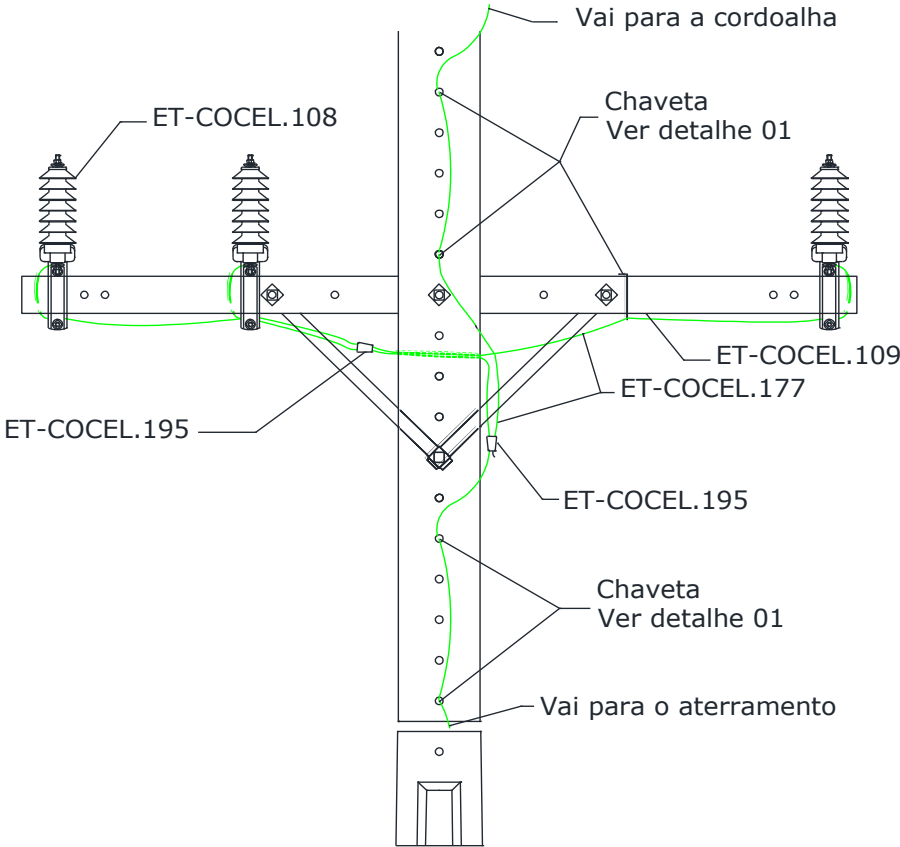 Vai para a cordoalha
Chaveta
Ver detalhe 01
ET-COCEL.108
ET-COCEL.109
ET-COCEL.177
ET-COCEL.195
ET-COCEL.195
Chaveta
Ver detalhe 01
Vai para o aterramento